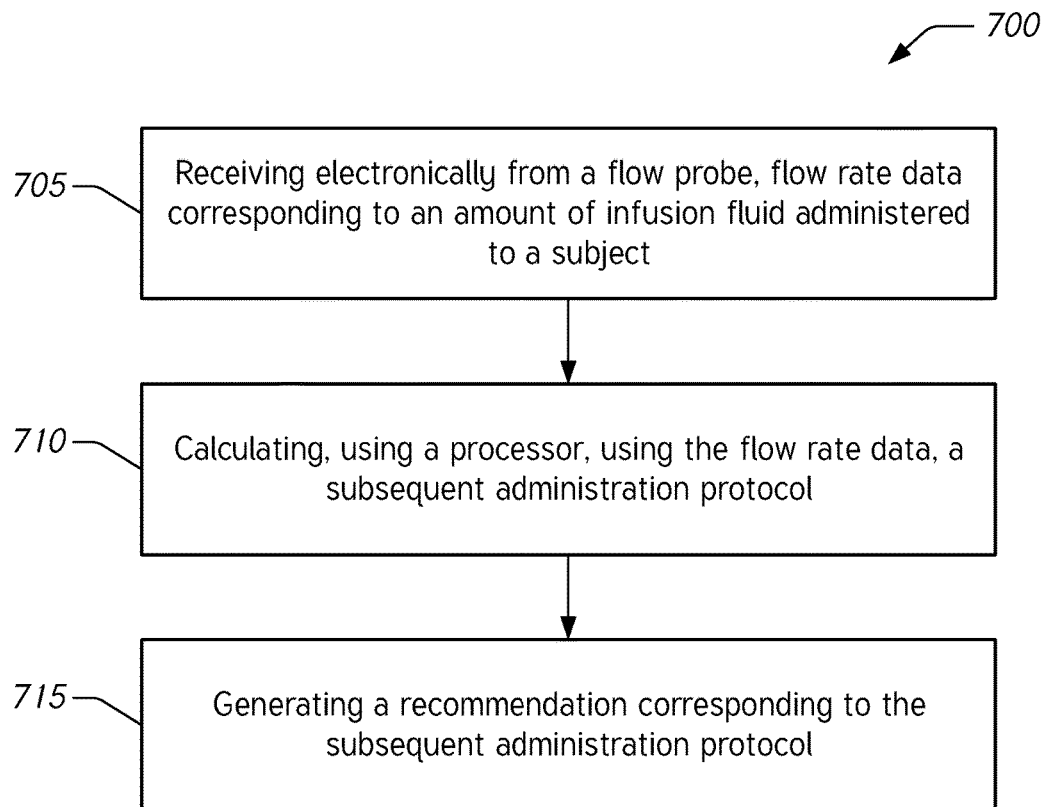 700
705
Receiving electronically from a flow probe, flow rate data
corresponding to an amount of infusion fluid administered
to a subject
710
Calculating, using a processor, using the flow rate data, a
subsequent administration protocol
715
Generating a recommendation corresponding to the
subsequent administration protocol